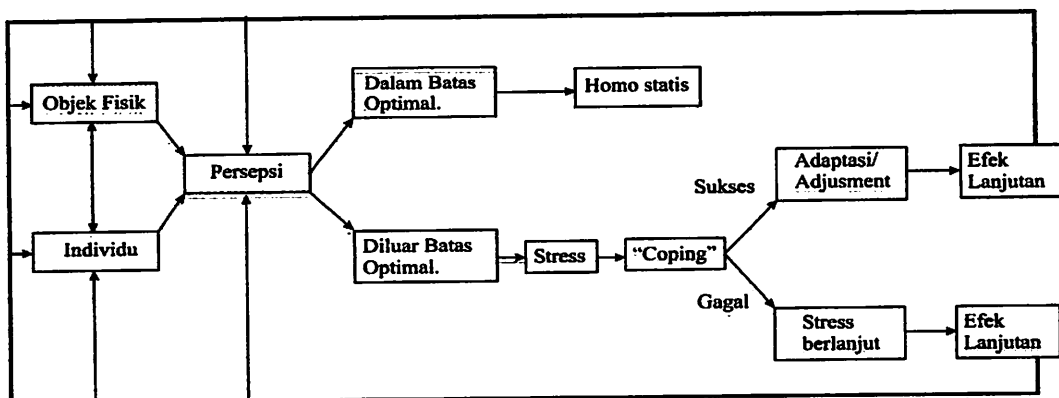 Objek Fisik
Individu
Persepsi
Dalam Batas
Optimal.
Homo statis
Diluar Batas
Optimal.
Stress
“Coping”
Sukses
Gagal
Adaptasi/
Adjusment
Efek
Lanjutan
Stress
berlanjut
Efek
Lanjutan